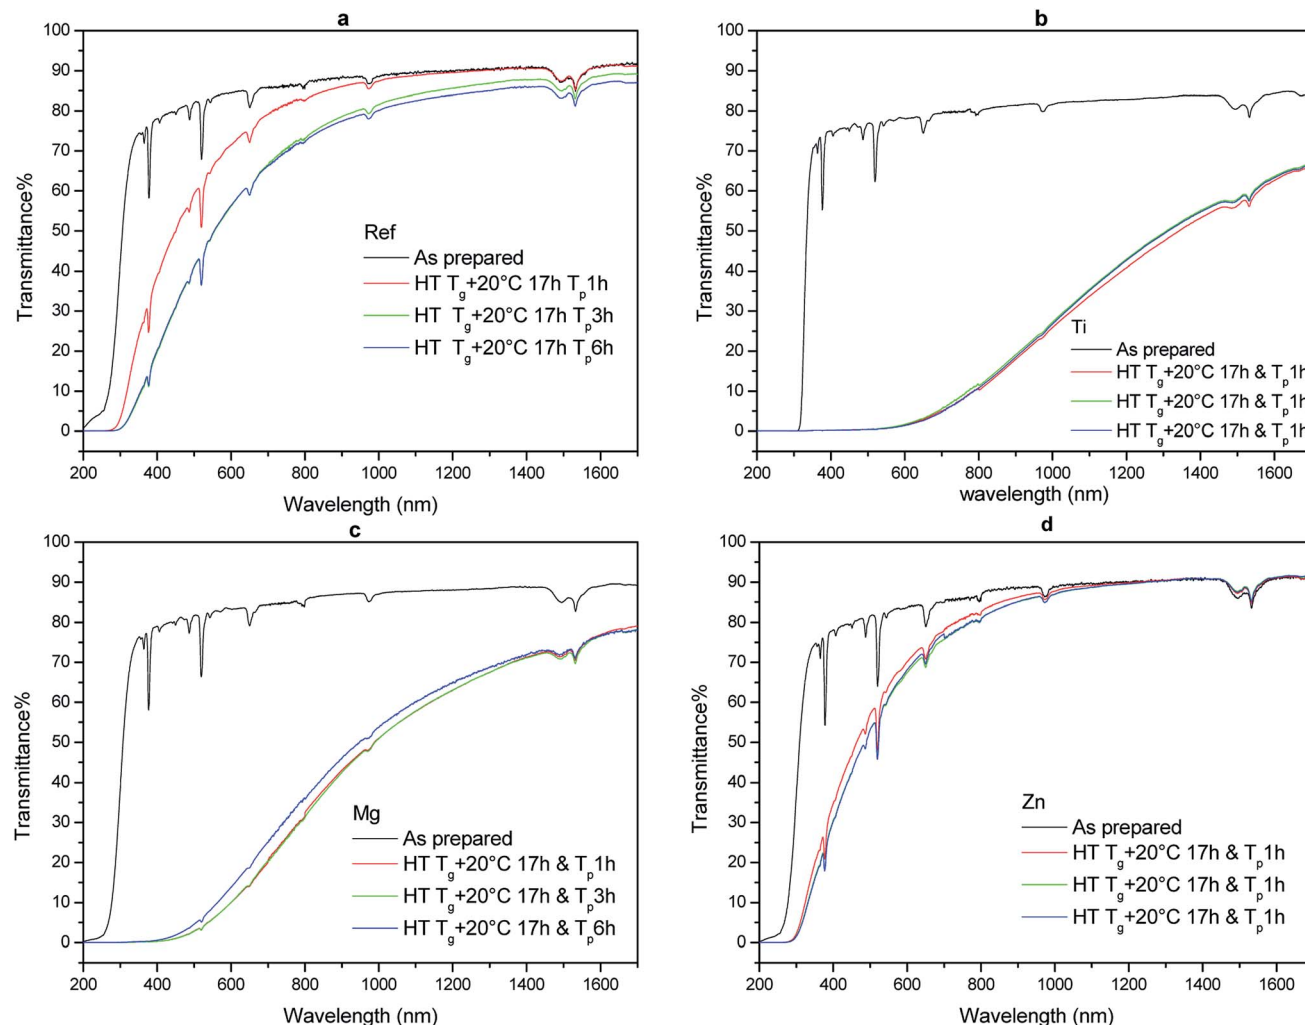 a
100
90
80
70
60
50
40
30
20
10
0
Transmittance%
Ref
As prepared
HT Tg+20°C 17h Tp1h
HT Tg+20°C 17h Tp3h
HT Tg+20°C 17h Tp6h
200 400 600 800 1000 1200 1400 1600
Wavelength (nm)
b
100
90
80
70
60
50
40
30
20
10
0
Transmittance%
Ti
As prepared
HT Tg+20°C 17h & Tp1h
HT Tg+20°C 17h & Tp1h
HT Tg+20°C 17h & Tp1h
200 400 600 800 1000 1200 1400 1600
wavelength (nm)
c
100
90
80
70
60
50
40
30
20
10
0
Transmittance%
Mg
As prepared
HT Tg+20°C 17h & Tp1h
HT Tg+20°C 17h & Tp3h
HT Tg+20°C 17h & Tp6h
200 400 600 800 1000 1200 1400 1600
Wavelength (nm)
d
100
90
80
70
60
50
40
30
20
10
0
Transmittance%
Zn
As prepared
HT Tg+20°C 17h & Tp1h
HT Tg+20°C 17h & Tp1h
HT Tg+20°C 17h & Tp1h
200 400 600 800 1000 1200 1400 1600
Wavelength (nm)